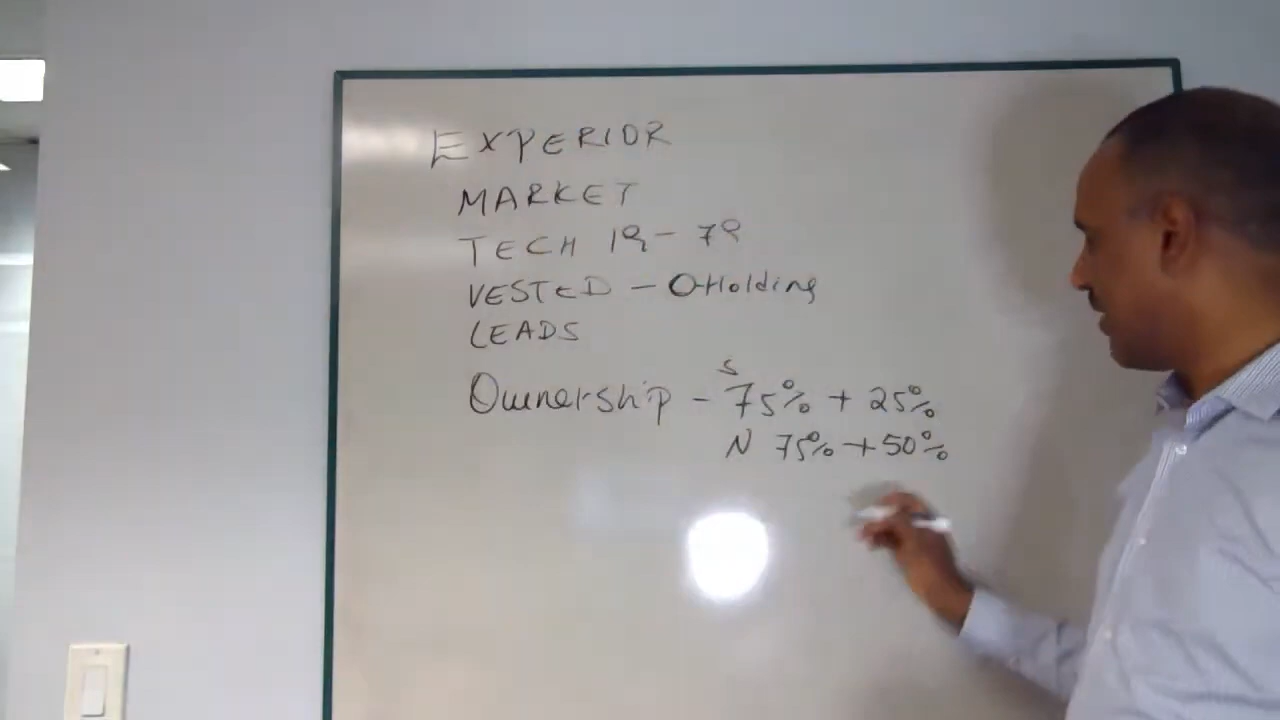 EXPERIOR
MARKET
TECH 19 - 79
VESTED - O Holding
LEADS
Ownership - S 75% + 25%
N 75% + 50%